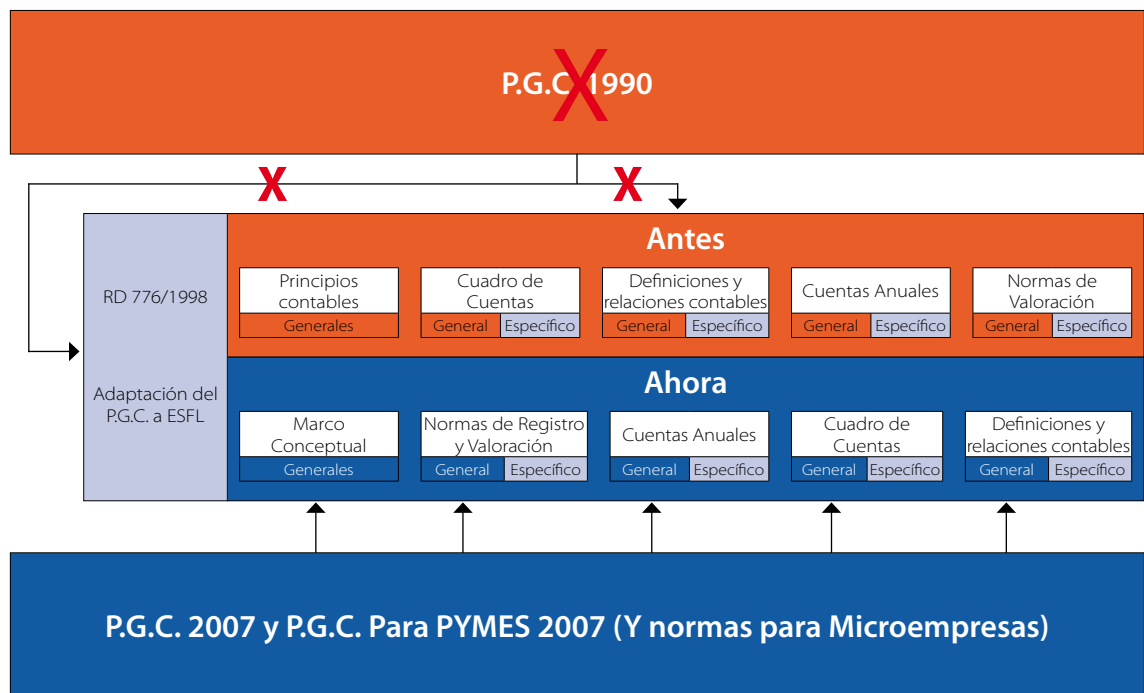 P.G.C. 1990
X
X
X
RD 776/1998
Adaptación del
P.G.C. a ESFL
Antes
Principios
contables
Generales
Cuadro de
Cuentas
General
Específico
Definiciones y
relaciones contables
General
Específico
Cuentas Anuales
General
Específico
Normas de
Valoración
General
Específico
Ahora
Marco
Conceptual
Generales
Normas de Registro
y Valoración
General
Específico
Cuentas Anuales
General
Específico
Cuadro de
Cuentas
General
Específico
Definiciones y
relaciones contables
General
Específico
P.G.C. 2007 y P.G.C. Para PYMES 2007 (Y normas para Microempresas)